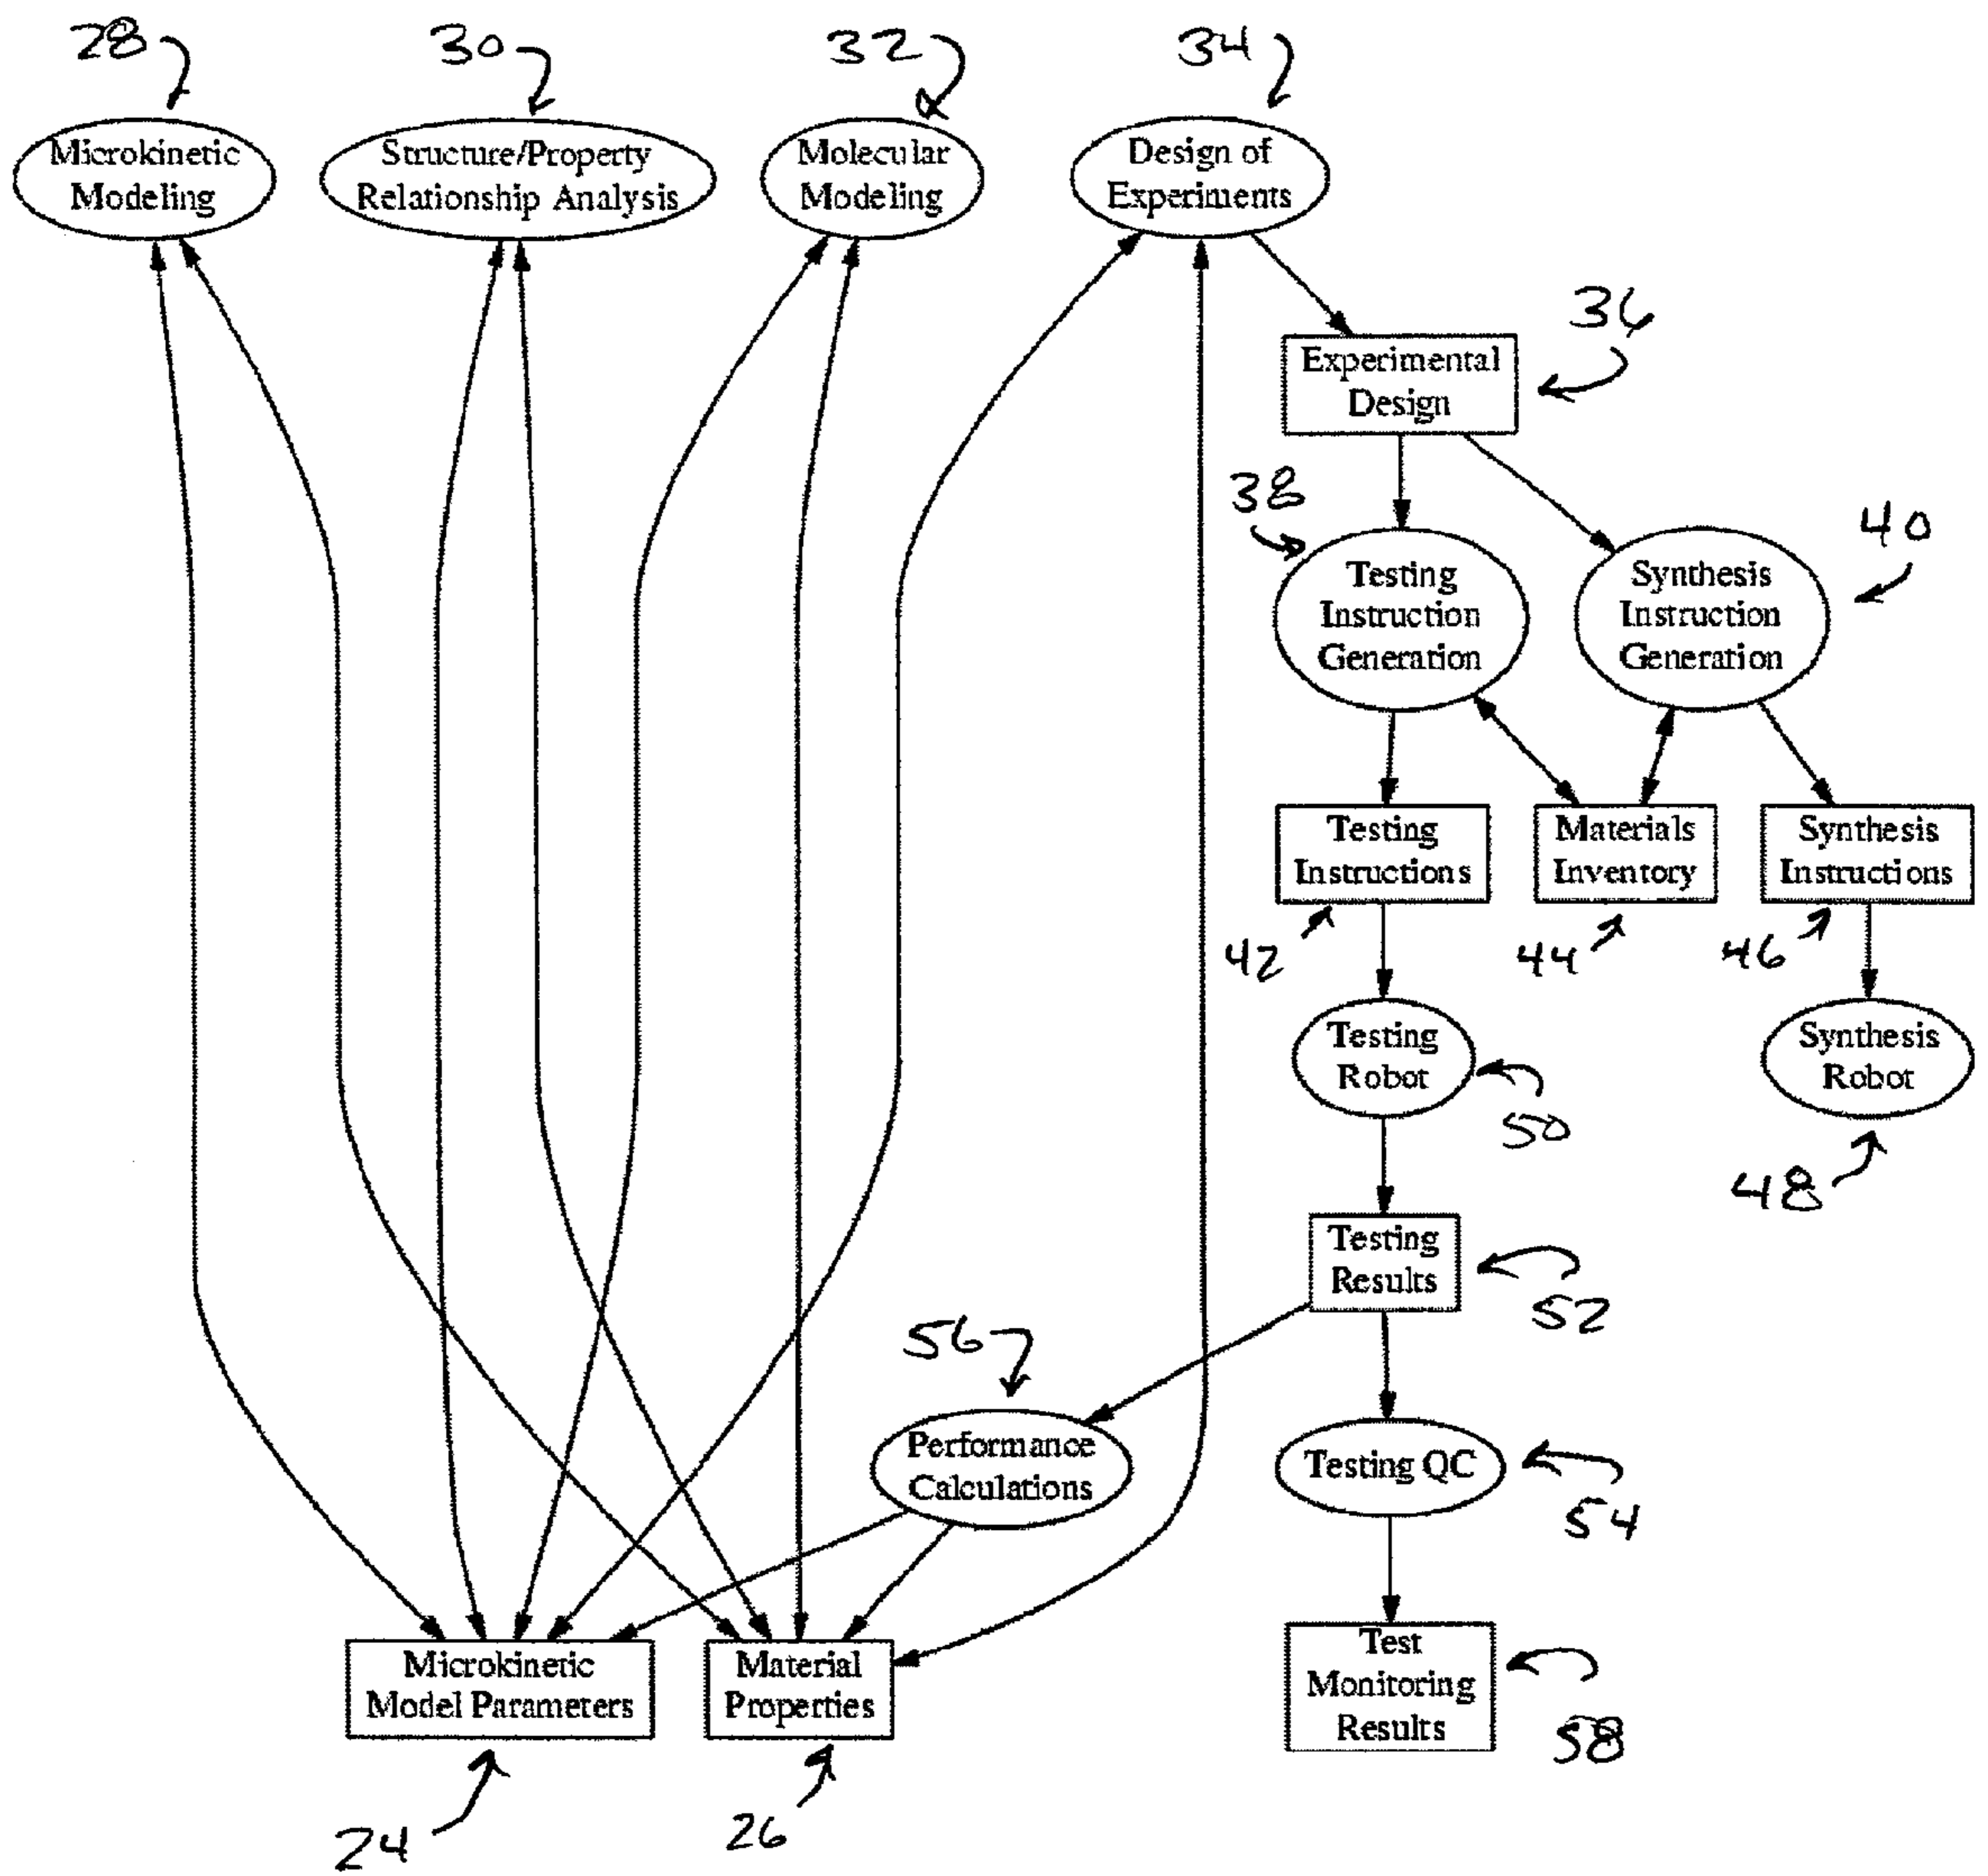 28
30
32
34
Microkinetic
Modeling
Structure/Property
Relationship Analysis
Molecular
Modeling
Design of
Experiments
36
Experimental
Design
38
40
Testing
Instruction
Generation
Synthesis
Instruction
Generation
Testing
Instructions
Materials
Inventory
Synthesis
Instructions
42
44
46
Testing
Robot
Synthesis
Robot
50
48
Testing
Results
52
56
Performance
Calculations
Testing QC
54
Microkinetic
Model Parameters
Material
Properties
Test
Monitoring
Results
58
24
26